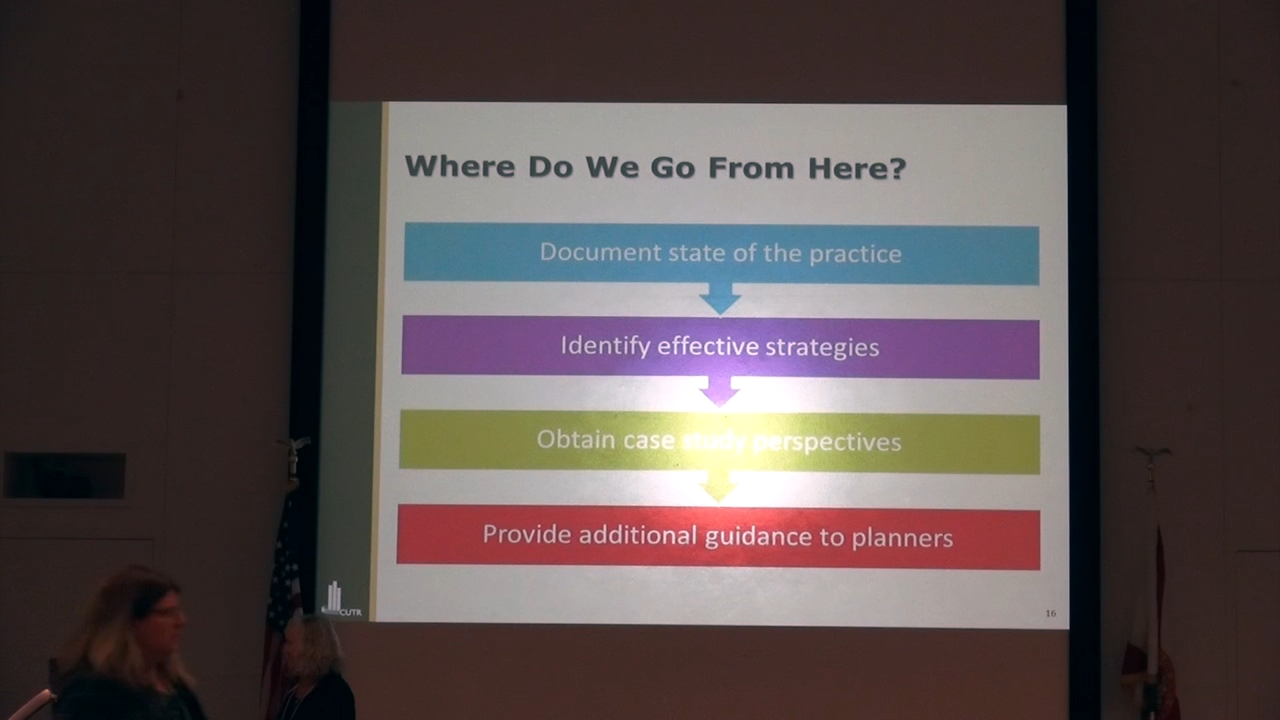 Where Do We Go From Here?
Document state of the practice
Identify effective strategies
Obtain case study perspectives
Provide additional guidance to planners
CUTR
16